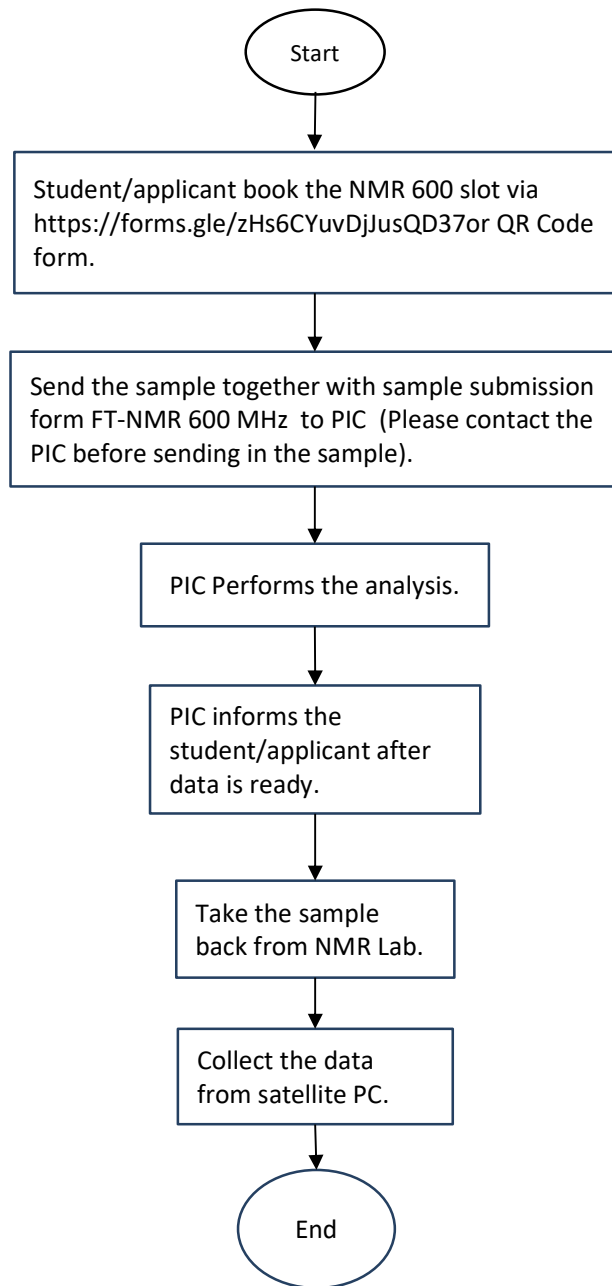 Start
Student/applicant book the NMR 600 slot via
https://forms.gle/zHs6CYuvDjJusQD37or QR Code
form.
Send the sample together with sample submission
form FT-NMR 600 MHz to PIC (Please contact the
PIC before sending in the sample).
PIC Performs the analysis.
PIC informs the
student/applicant after
data is ready.
Take the sample
back from NMR Lab.
Collect the data
from satellite PC.
End